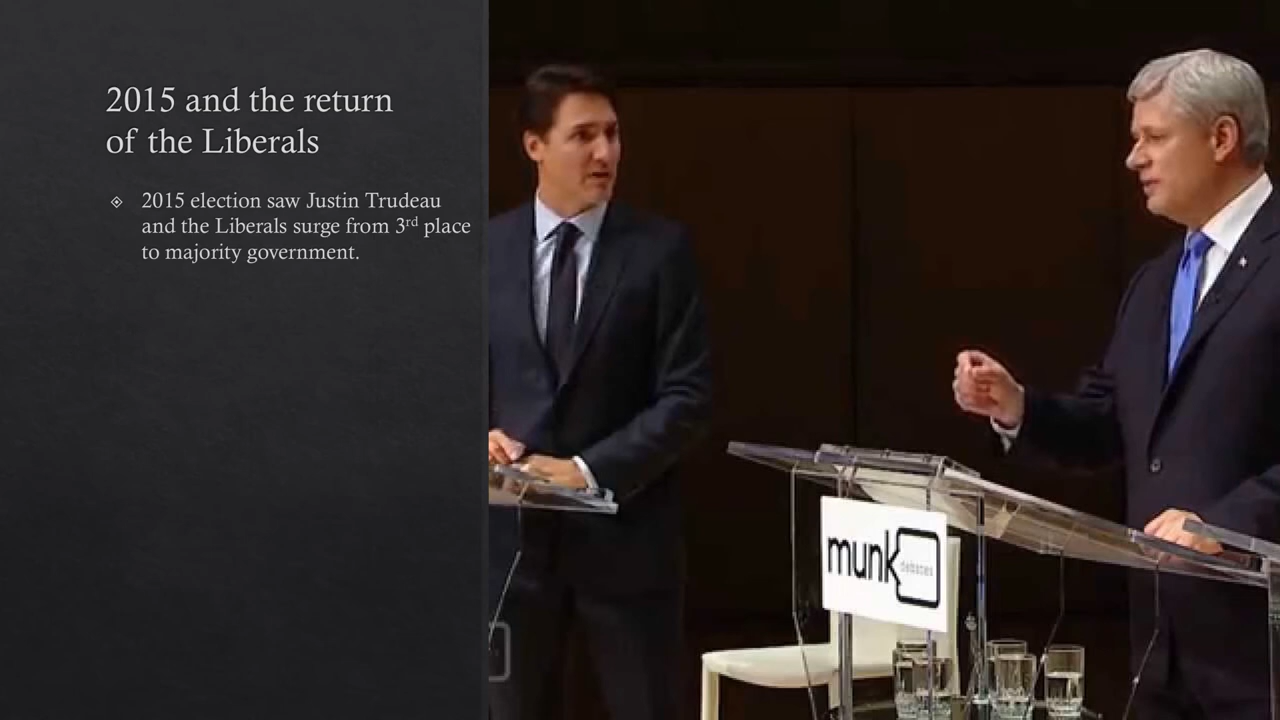 2015 and the return
of the Liberals
2015 election saw Justin Trudeau
and the Liberals surge from 3rd place
to majority government.
munk debates